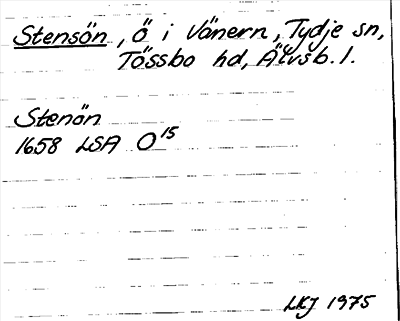 Stensön, Ö i Vänern, Tydje sn,
Tössbo hd, Älvsb. l.
Stenön
1658 LSA O15
LKJ 1975